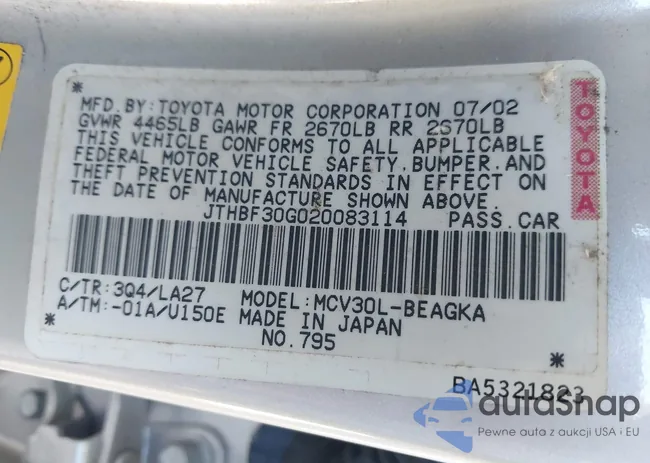 MFD.BY:TOYOTA MOTOR CORPORATION 07/02
GVWR 4465LB GAWR FR 2670LB RR 2670LB
THIS VEHICLE CONFORMS TO ALL APPLICABLE
FEDERAL MOTOR VEHICLE SAFETY,BUMPER,AND
THEFT PREVENTION STANDARDS IN EFFECT ON
THE DATE OF MANUFACTURE SHOWN ABOVE.
JTHBF30G020083114 PASS.CAR
C/TR:3Q4/LA27 MODEL:MCV30L-BEAGKA
A/TM:-01A/U150E MADE IN JAPAN
NO.795
BA5321823
TOYOTA
autoSnap
Pewne auta z aukcji USA i EU